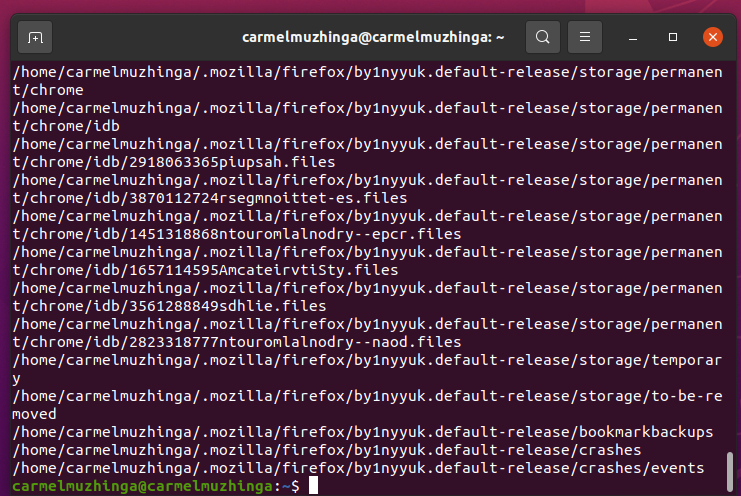 carmelmuzhinga@carmelmuzhinga: ~
/home/carmelmuzhinga/.mozilla/firefox/by1nyyuk.default-release/storage/permanen
t/chrome
/home/carmelmuzhinga/.mozilla/firefox/by1nyyuk.default-release/storage/permanen
t/chrome/idb
/home/carmelmuzhinga/.mozilla/firefox/by1nyyuk.default-release/storage/permanen
t/chrome/idb/2918063365piupsah.files
/home/carmelmuzhinga/.mozilla/firefox/by1nyyuk.default-release/storage/permanen
t/chrome/idb/3870112724rsegmnoittet-es.files
/home/carmelmuzhinga/.mozilla/firefox/by1nyyuk.default-release/storage/permanen
t/chrome/idb/1451318868ntouromlalnodry--epcr.files
/home/carmelmuzhinga/.mozilla/firefox/by1nyyuk.default-release/storage/permanen
t/chrome/idb/1657114595AmcateirvtiSty.files
/home/carmelmuzhinga/.mozilla/firefox/by1nyyuk.default-release/storage/permanen
t/chrome/idb/3561288849sdhlie.files
/home/carmelmuzhinga/.mozilla/firefox/by1nyyuk.default-release/storage/permanen
t/chrome/idb/2823318777ntouromlalnodry--naod.files
/home/carmelmuzhinga/.mozilla/firefox/by1nyyuk.default-release/storage/temporar
y
/home/carmelmuzhinga/.mozilla/firefox/by1nyyuk.default-release/storage/to-be-re
moved
/home/carmelmuzhinga/.mozilla/firefox/by1nyyuk.default-release/bookmarkbackups
/home/carmelmuzhinga/.mozilla/firefox/by1nyyuk.default-release/crashes
/home/carmelmuzhinga/.mozilla/firefox/by1nyyuk.default-release/crashes/events
carmelmuzhinga@carmelmuzhinga:~$